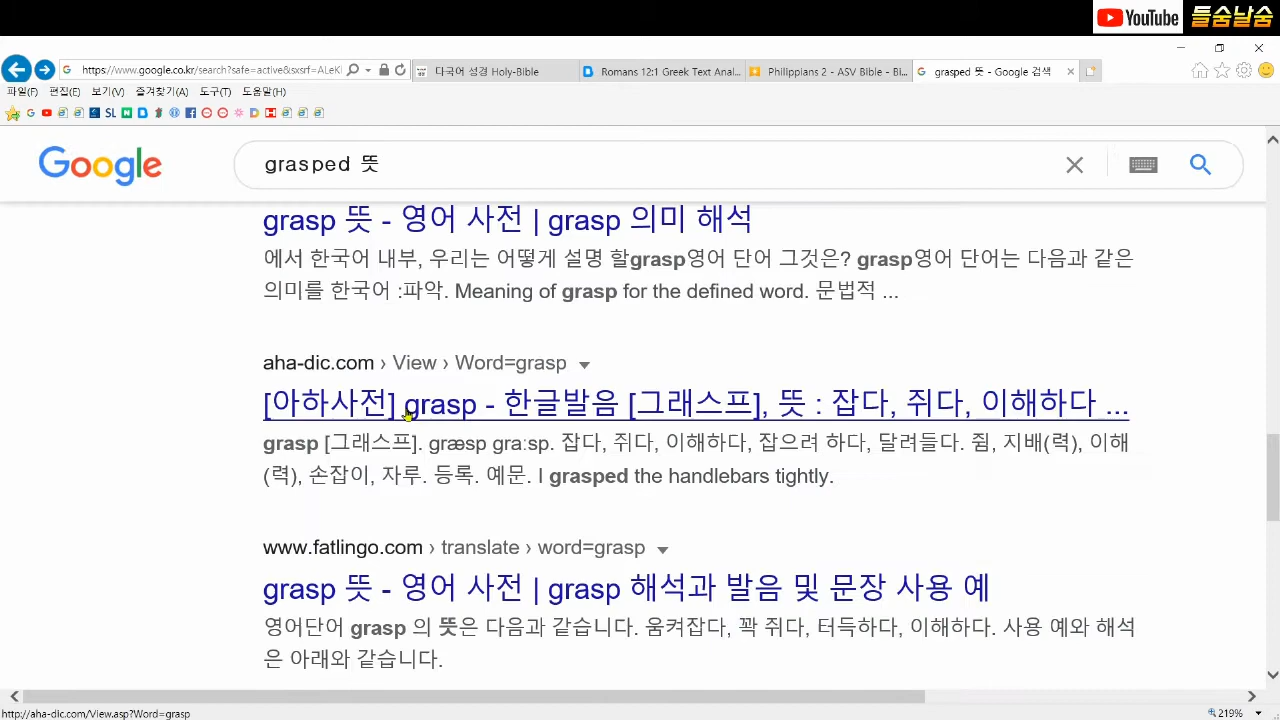 YouTube 들숨날숨
https://www.google.co.kr/search?safe=active&sxsrf=ALeK
다국어 성경 Holy-Bible
Romans 12:1 Greek Text Anal...
Philippians 2 - ASV Bible - Bi...
grasped 뜻 - Google 검색
파일(F) 편집(E) 보기(V) 즐겨찾기(A) 도구(T) 도움말(H)
Google
grasped 뜻
grasp 뜻 - 영어 사전 | grasp 의미 해석
에서 한국어 내부, 우리는 어떻게 설명 할grasp영어 단어 그것은? grasp영어 단어는 다음과 같은
의미를 한국어 :파악. Meaning of grasp for the defined word. 문법적 ...
aha-dic.com › View › Word=grasp
[아하사전] grasp - 한글발음 [그래스프], 뜻 : 잡다, 쥐다, 이해하다 ...
grasp [그래스프]. græsp grɑːsp. 잡다, 쥐다, 이해하다, 잡으려 하다, 달려들다. 쥠, 지배(력), 이해
(력), 손잡이, 자루. 등록. 예문. I grasped the handlebars tightly.
www.fatlingo.com › translate › word=grasp
grasp 뜻 - 영어 사전 | grasp 해석과 발음 및 문장 사용 예
영어단어 grasp 의 뜻은 다음과 같습니다. 움켜잡다, 꽉 쥐다, 터득하다, 이해하다. 사용 예와 해석
은 아래와 같습니다.
http://aha-dic.com/View.asp?Word=grasp
219%